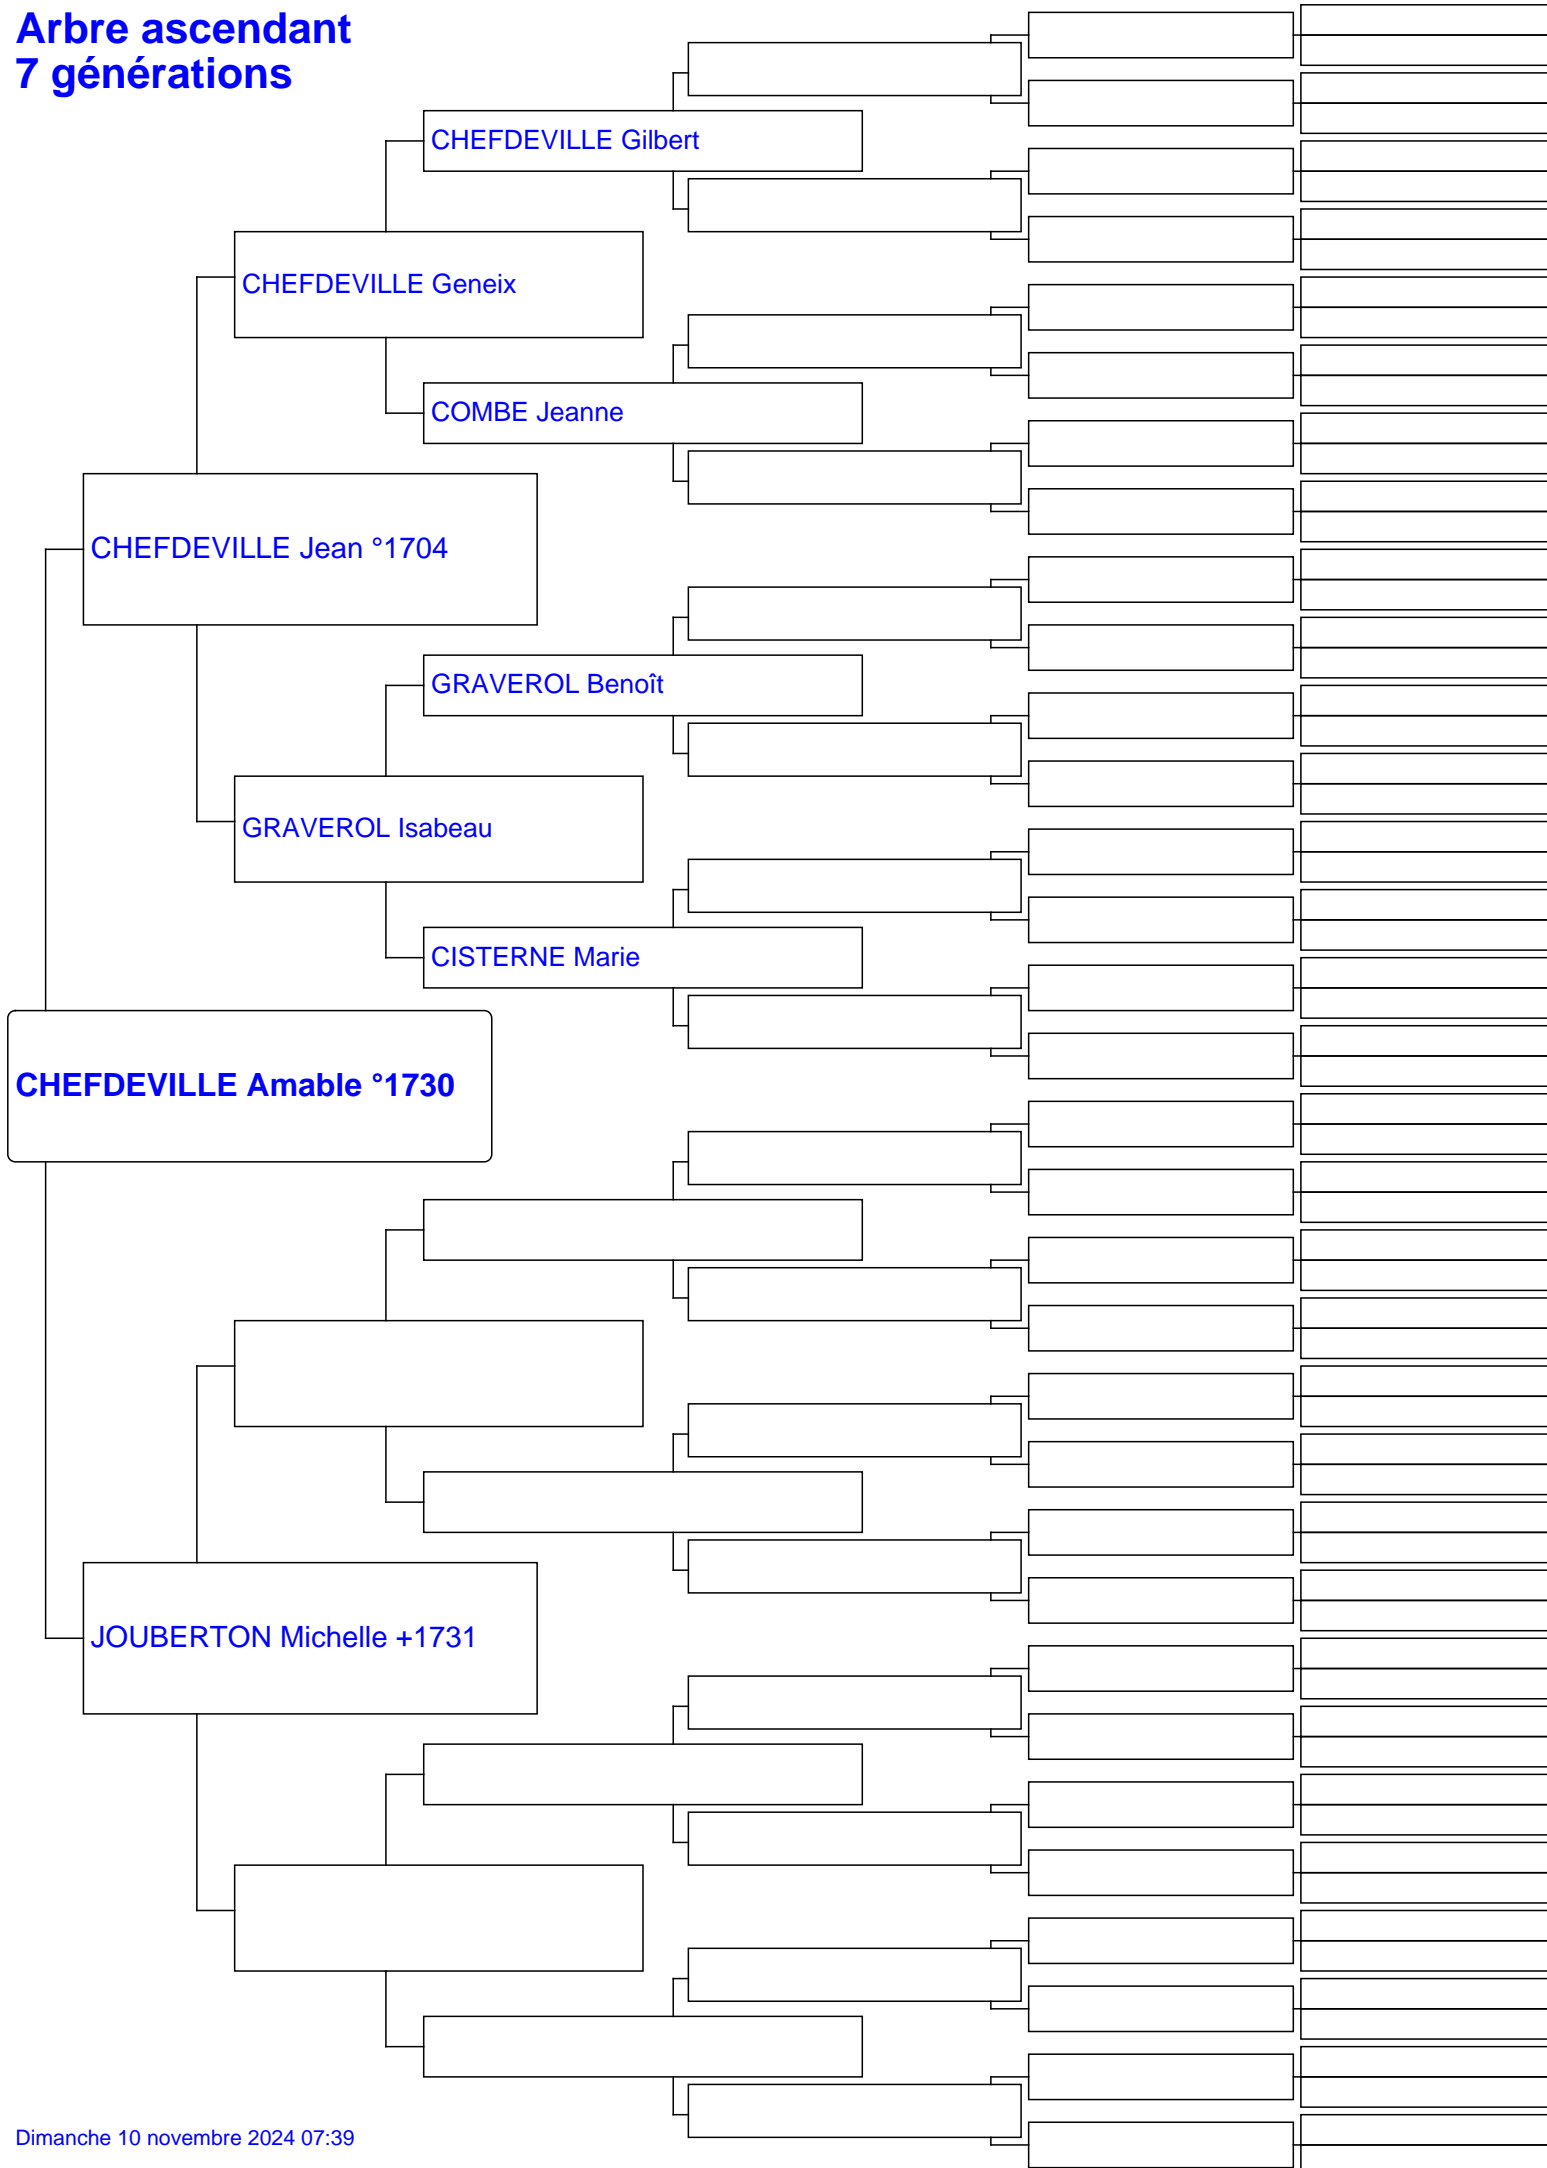 Arbre ascendant
7 générations
CHEFDEVILLE Gilbert
CHEFDEVILLE Geneix
COMBE Jeanne
CHEFDEVILLE Jean °1704
GRAVEROL Benoît
GRAVEROL Isabeau
CISTERNE Marie
CHEFDEVILLE Amable °1730
JOUBERTON Michelle +1731
Dimanche 10 novembre 2024 07:39